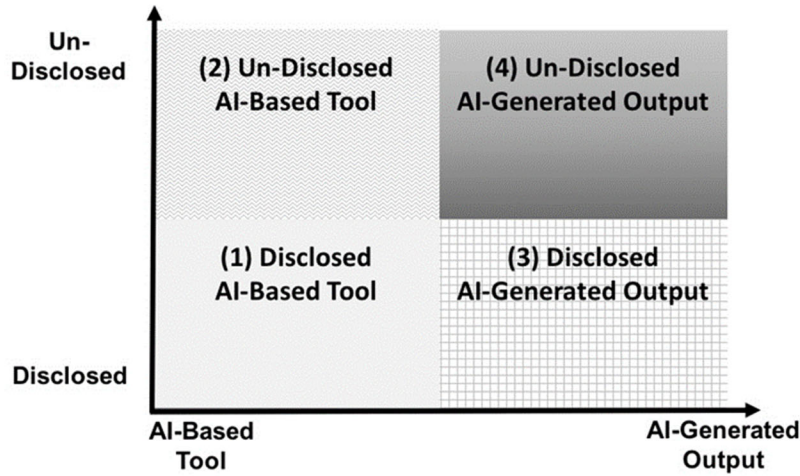 Un-
Disclosed
(2) Un-Disclosed
AI-Based Tool
(4) Un-Disclosed
AI-Generated Output
(1) Disclosed
AI-Based Tool
(3) Disclosed
AI-Generated Output
Disclosed
AI-Based
Tool
AI-Generated
Output